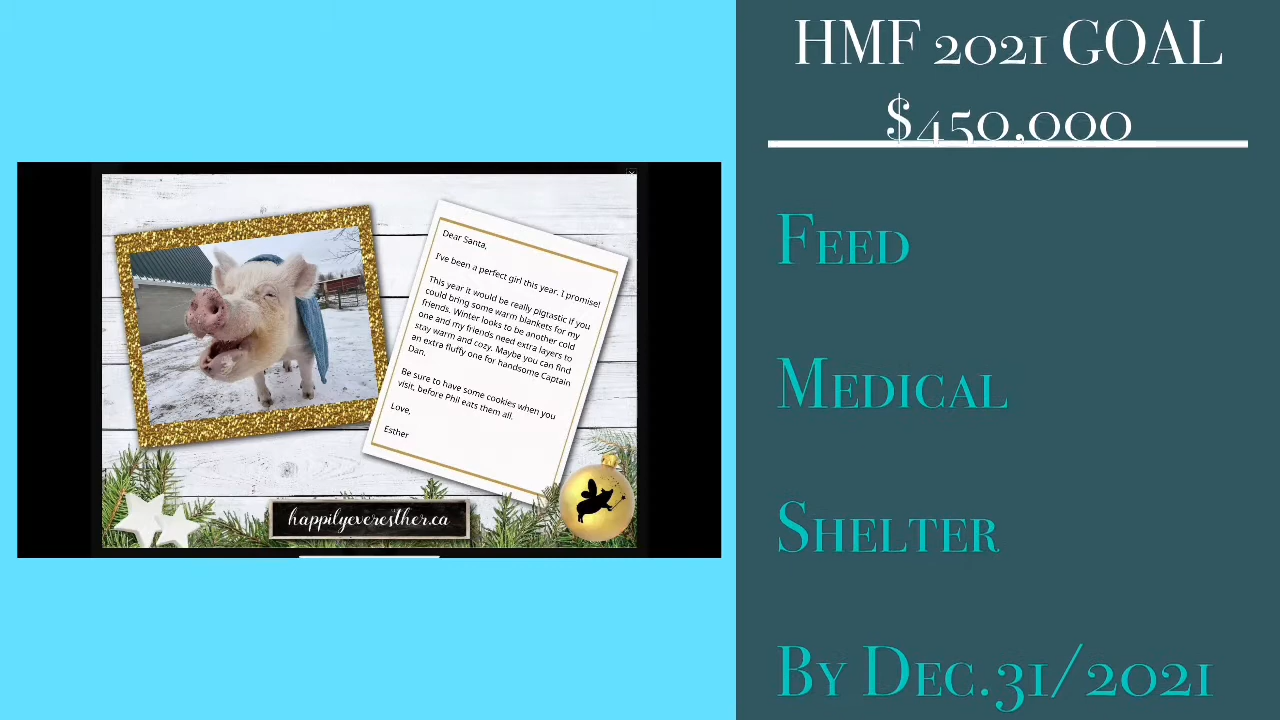 HMF 2021 GOAL
$450,000
Dear Santa,
I've been a perfect girl this year, I promise!
This year it would be really pigtastic if you
could bring some warm blankets for my
friends. Winter looks to be another cold
one and my friends need extra layers to
stay warm and cozy. Maybe you can find
an extra fluffy one for handsome Captain
Dan.
Be sure to have some cookies when you
visit, before Phil eats them all.
Love,
Esther
happilyeveresther.ca
Feed
Medical
Shelter
By Dec.31/2021